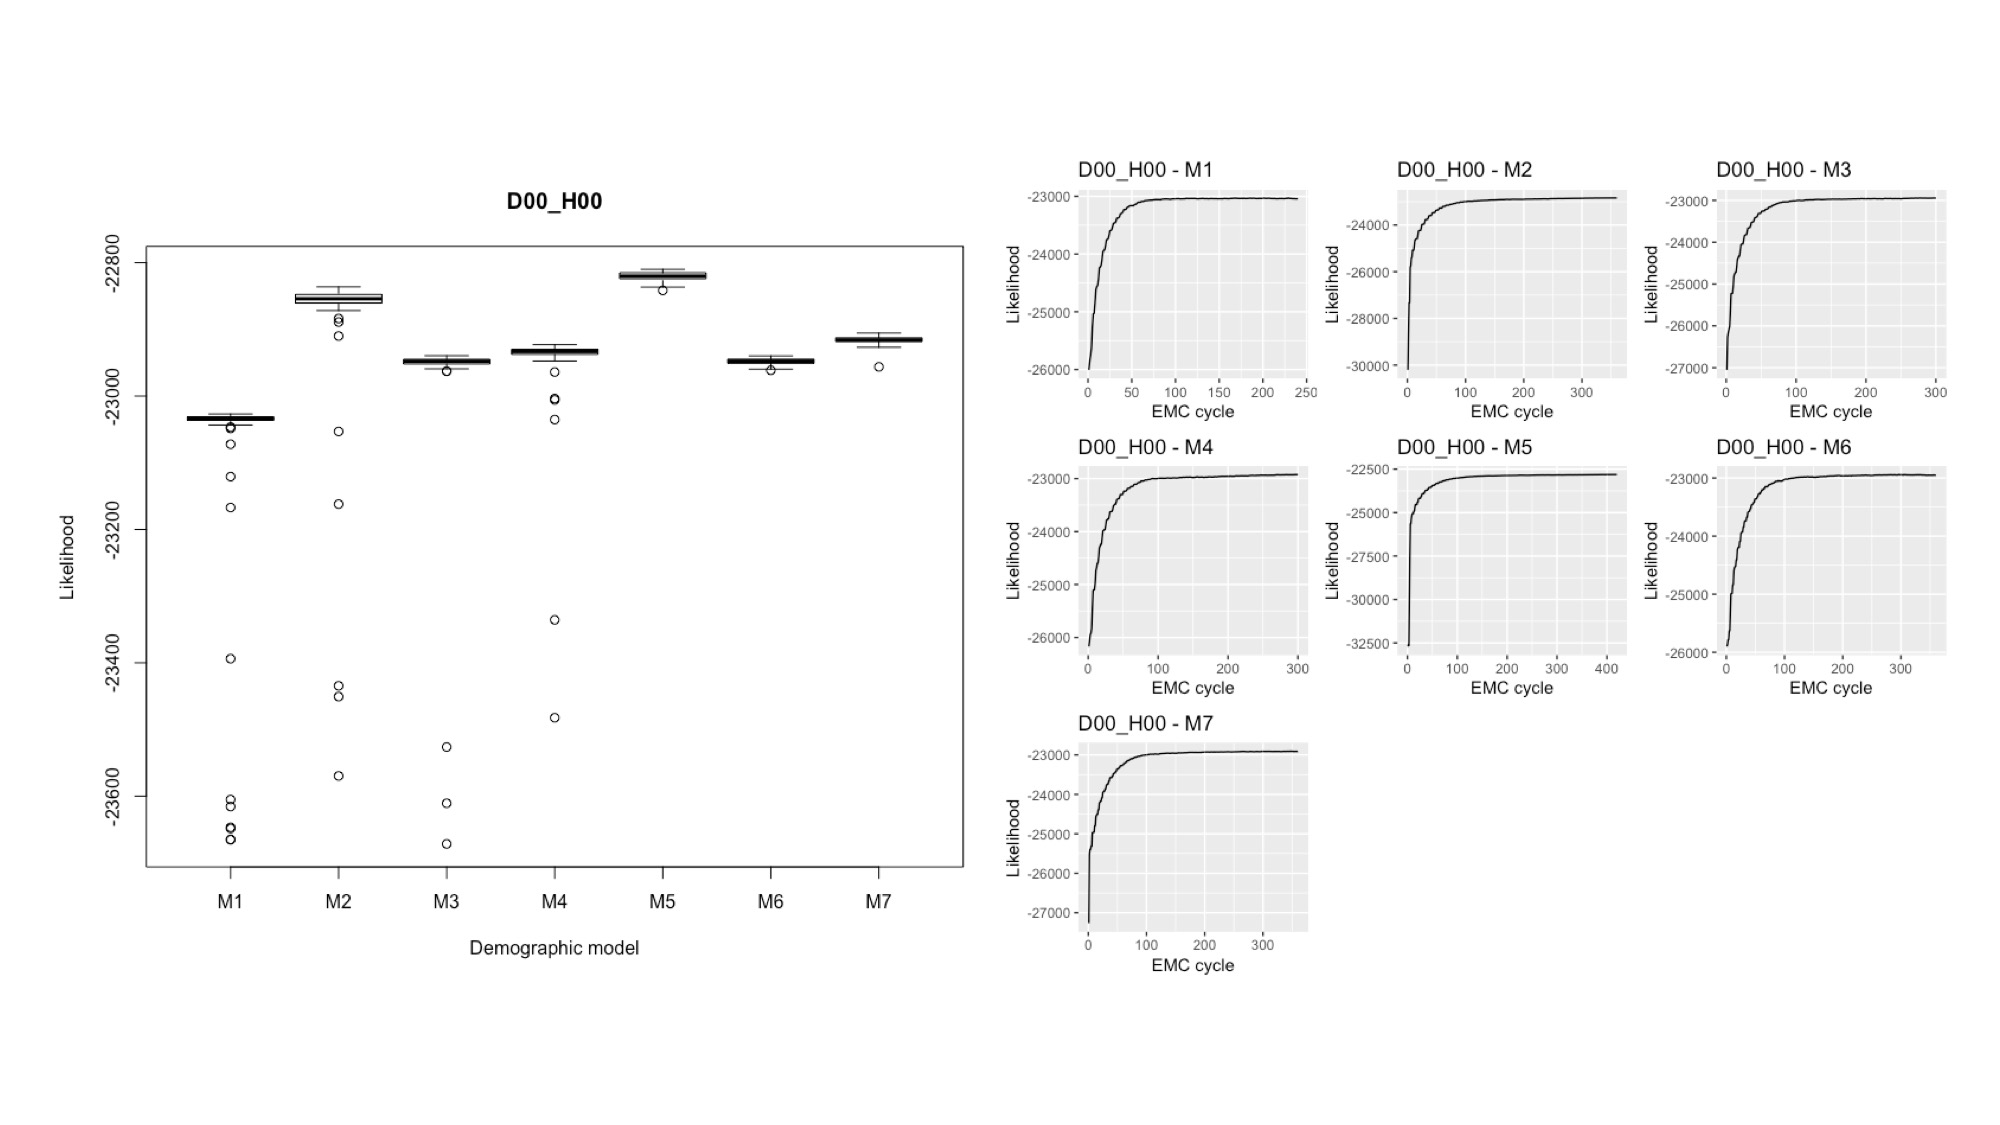 D00_H00
-22800
-23000
-23200
-23400
-23600
Likelihood
M1 M2 M3 M4 M5 M6 M7
Demographic model
D00_H00 - M1
-23000
-24000
-25000
-26000
Likelihood
0 50 100 150 200 250
EMC cycle
D00_H00 - M2
-24000
-26000
-28000
-30000
Likelihood
0 100 200 300
EMC cycle
D00_H00 - M3
-23000
-24000
-25000
-26000
-27000
Likelihood
0 100 200 300
EMC cycle
D00_H00 - M4
-23000
-24000
-25000
-26000
Likelihood
0 100 200 300
EMC cycle
D00_H00 - M5
-22500
-25000
-27500
-30000
-32500
Likelihood
0 100 200 300 400
EMC cycle
D00_H00 - M6
-23000
-24000
-25000
-26000
Likelihood
0 100 200 300
EMC cycle
D00_H00 - M7
-23000
-24000
-25000
-26000
-27000
Likelihood
0 100 200 300
EMC cycle